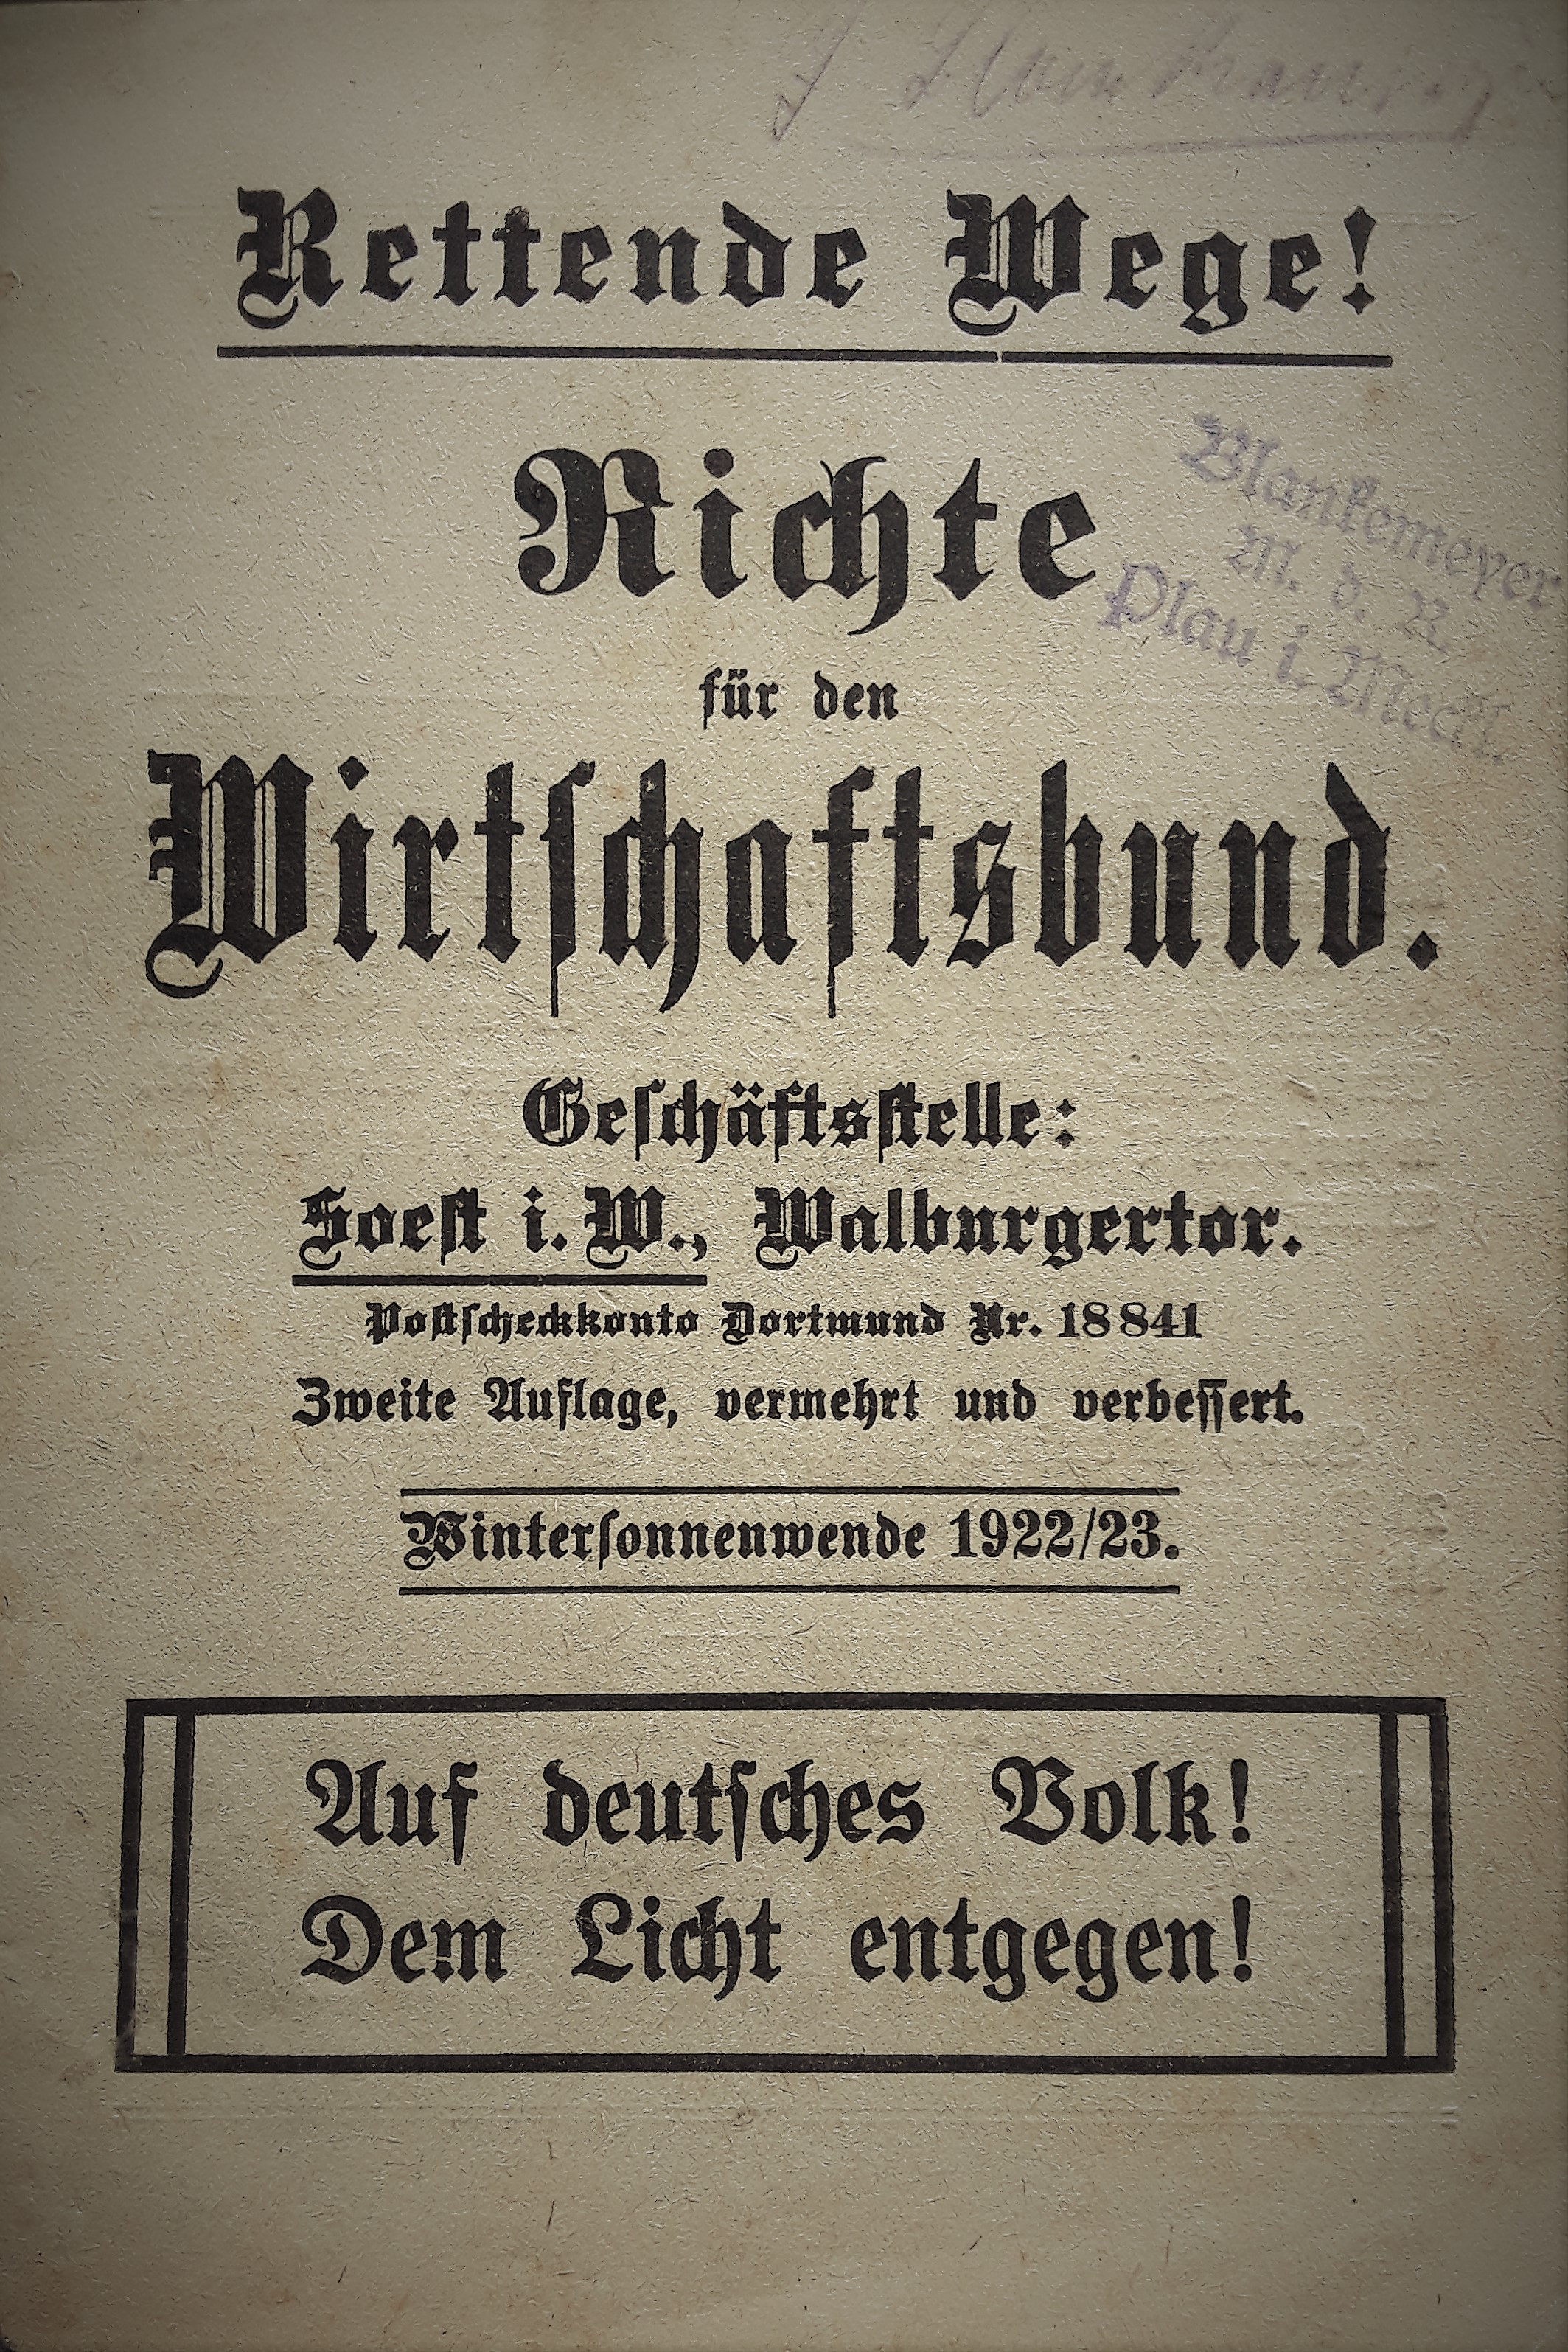 Rettende Wege!
Richte
für den
Wirtschaftsbund.
Blankemeyer
M. d. R.
Plau i. Meckl.
Geschäftsstelle:
Soest i. W., Walburgertor.
Postscheckkonto Dortmund Nr. 18841
Zweite Auflage, vermehrt und verbessert.
Wintersonnenwende 1922/23.
Auf deutsches Volk!
Dem Licht entgegen!